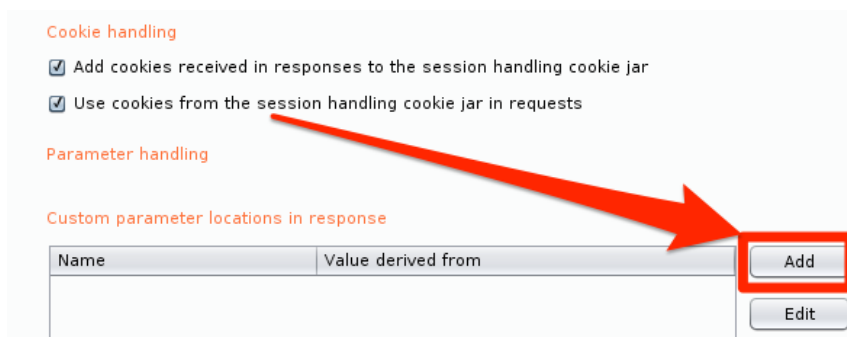 Cookie handling
Add cookies received in responses to the session handling cookie jar
Use cookies from the session handling cookie jar in requests
Parameter handling
Custom parameter locations in response
Name Value derived from Add
Edit